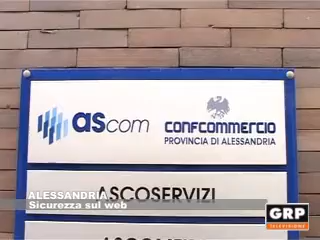 ascom
CONFCOMMERCIO
PROVINCIA DI ALESSANDRIA
ASCOSERVIZI
ALESSANDRIA
Sicurezza sul web
GRP
TELEVISIONE